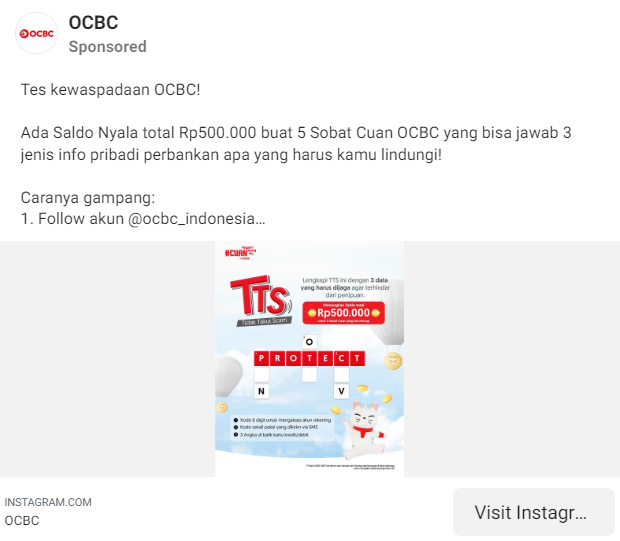 OCBC
OCBC
Sponsored
Tes kewaspadaan OCBC!
Ada Saldo Nyala total Rp500.000 buat 5 Sobat Cuan OCBC yang bisa jawab 3
jenis info pribadi perbankan apa yang harus kamu lindungi!
Caranya gampang:
1. Follow akun @ocbc_indonesia...
#CUAN
TTS
Tidak Takut Scam
Lengkapi TTS ini dengan 3 data
yang harus dijaga agar terhindar
dari penipuan.
Menangkan Saldo total
Rp500.000
O
PROTECT
N
V
Kode 6 digit untuk mengakses akun rekening
Kode sekali pakai yang dikirim via SMS
3 Angka di balik kartu kredit/debit
INSTAGRAM.COM
OCBC
Visit Instagr...